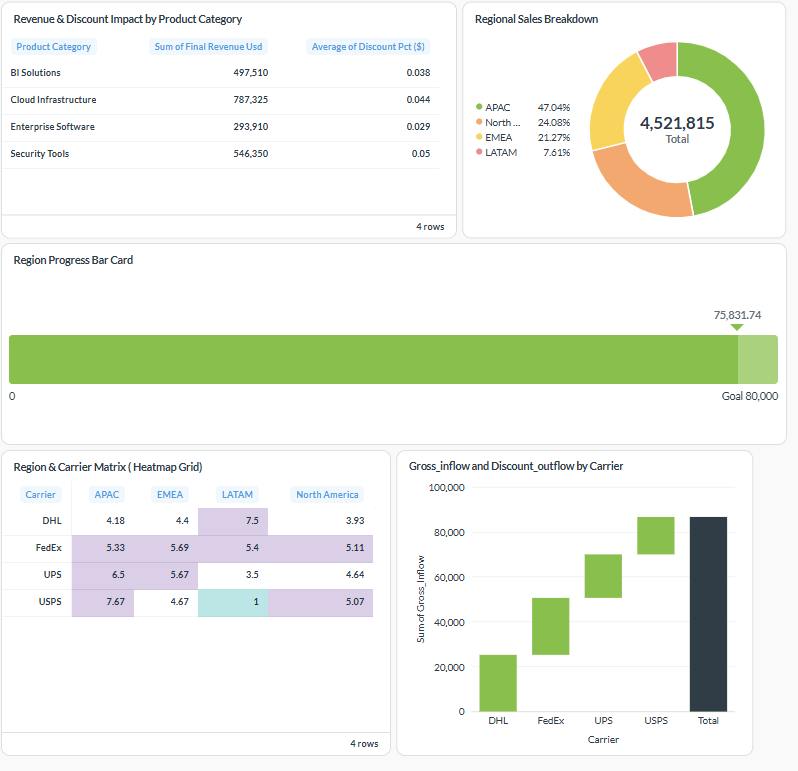 Revenue & Discount Impact by Product Category
Product Category Sum of Final Revenue Usd Average of Discount Pct ($)
BI Solutions 497,510 0.038
Cloud Infrastructure 787,325 0.044
Enterprise Software 293,910 0.029
Security Tools 546,350 0.05
4 rows
Regional Sales Breakdown
APAC 47.04%
North ... 24.08%
EMEA 21.27%
LATAM 7.61%
4,521,815
Total
Region Progress Bar Card
75,831.74
0 Goal 80,000
Region & Carrier Matrix ( Heatmap Grid)
Carrier APAC EMEA LATAM North America
DHL 4.18 4.4 7.5 3.93
FedEx 5.33 5.69 5.4 5.11
UPS 6.5 5.67 3.5 4.64
USPS 7.67 4.67 1 5.07
4 rows
Gross_inflow and Discount_outflow by Carrier
Sum of Gross_Inflow
100,000
80,000
60,000
40,000
20,000
0
DHL FedEx UPS USPS Total
Carrier